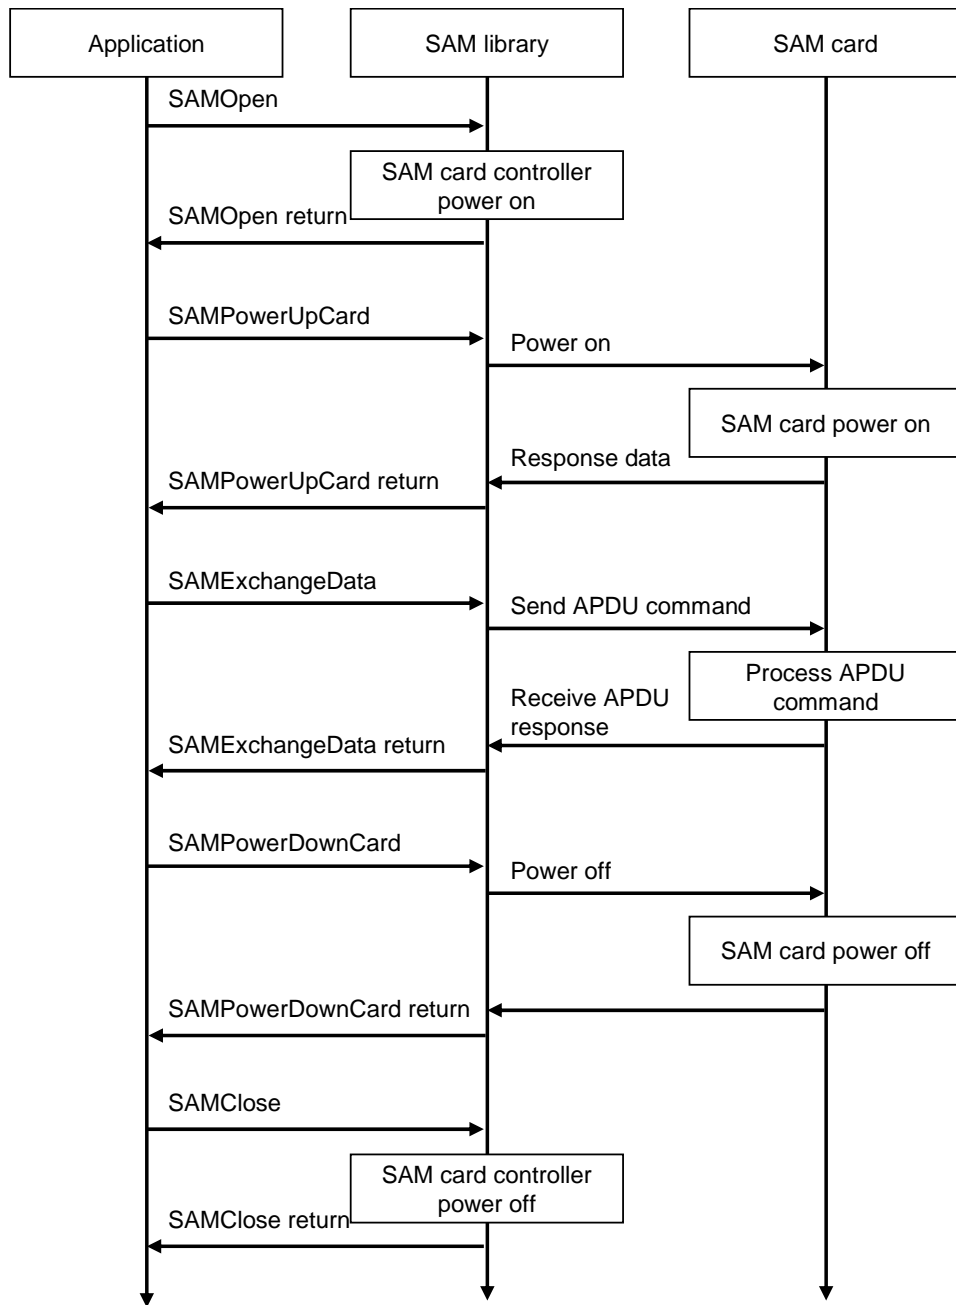 Application
SAM library
SAM card
SAMOpen
SAM card controller
power on
SAMOpen return
SAMPowerUpCard
Power on
SAM card power on
Response data
SAMPowerUpCard return
SAMExchangeData
Send APDU command
Process APDU
command
Receive APDU
response
SAMExchangeData return
SAMPowerDownCard
Power off
SAM card power off
SAMPowerDownCard return
SAMClose
SAM card controller
power off
SAMClose return